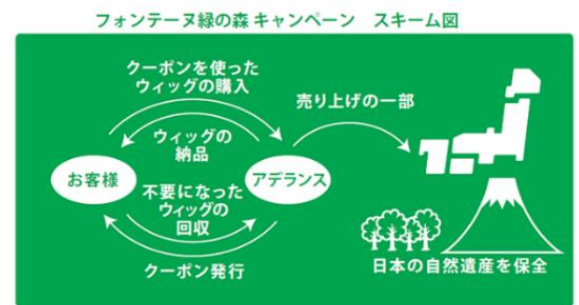 フォンテーヌ緑の森 キャンペーン　スキーム図
クーポンを使った
ウィッグの購入
売り上げの一部
ウィッグの
納品
お客様
アデランス
不要になった
ウィッグの
回収
クーポン発行
日本の自然遺産を保全